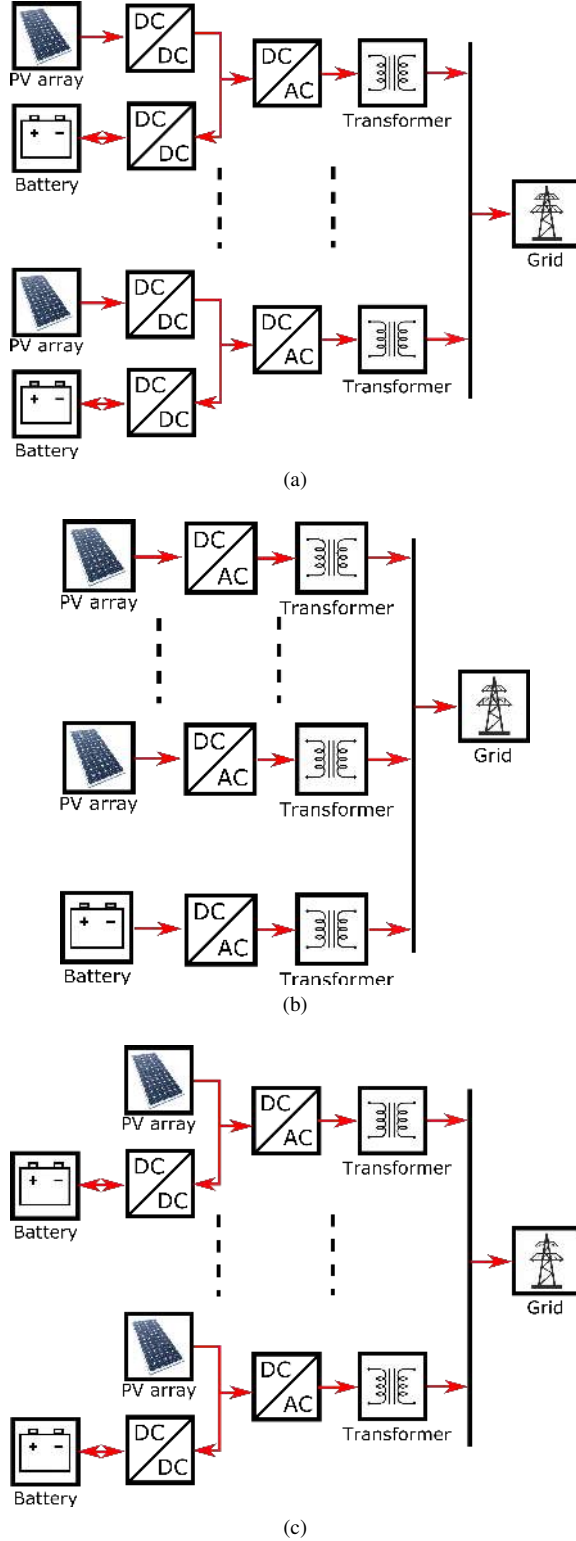 DC
DC
PV array
DC
AC
Transformer
DC
DC
+ −
Battery
Grid
DC
DC
PV array
DC
AC
Transformer
DC
DC
+ −
Battery
(a)
DC
AC
PV array
Transformer
DC
AC
PV array
Transformer
Grid
+ −
DC
AC
Battery
Transformer
(b)
PV array
DC
AC
Transformer
+ −
DC
DC
Battery
Grid
PV array
DC
AC
Transformer
+ −
DC
DC
Battery
(c)